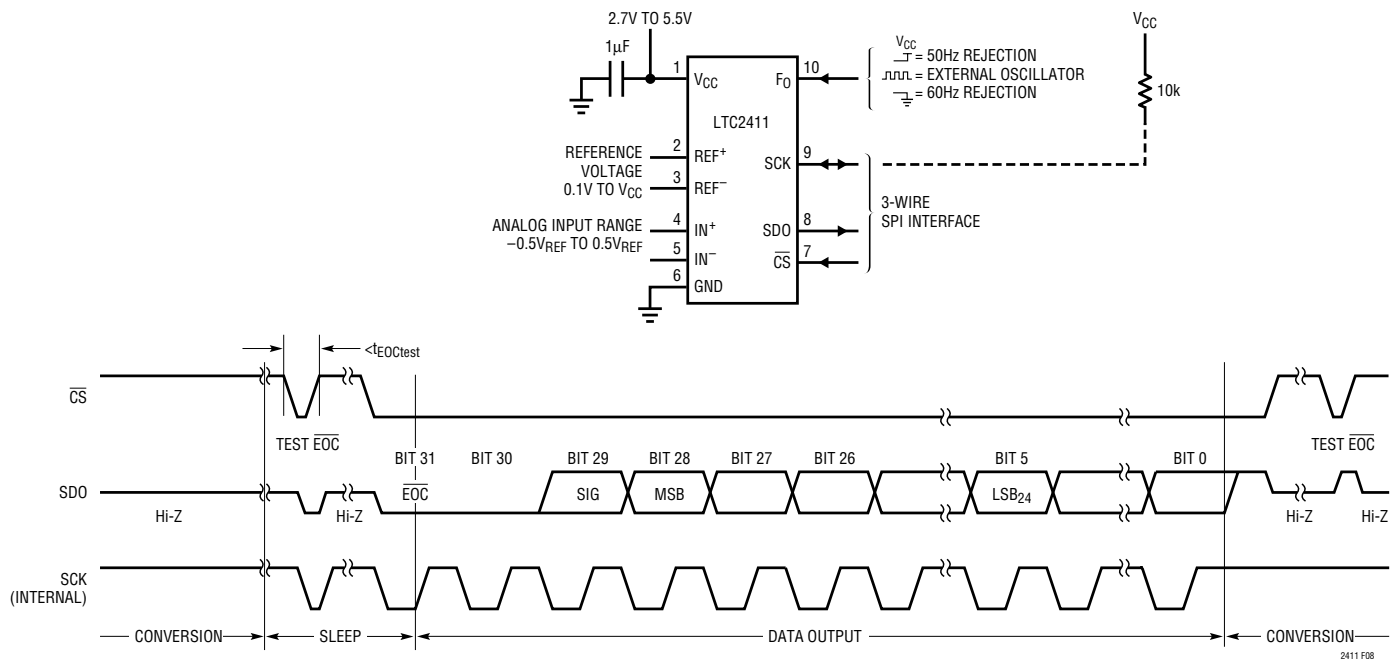 2.7V TO 5.5V
1µF
1
VCC
LTC2411
FO
10
VCC
= 50Hz REJECTION
= EXTERNAL OSCILLATOR
= 60Hz REJECTION
VCC
10k
REFERENCE
VOLTAGE
0.1V TO VCC
2
REF+
3
REF–
SCK
9
3-WIRE
SPI INTERFACE
ANALOG INPUT RANGE
–0.5VREF TO 0.5VREF
4
IN+
5
IN–
6
GND
SDO
8
CS
7
<tEOCtest
CS
TEST EOC
TEST EOC
BIT 31
BIT 30
BIT 29
BIT 28
BIT 27
BIT 26
BIT 5
BIT 0
SDO
EOC
SIG
MSB
LSB24
Hi-Z
Hi-Z
Hi-Z
Hi-Z
SCK
(INTERNAL)
CONVERSION
SLEEP
DATA OUTPUT
CONVERSION
2411 F08